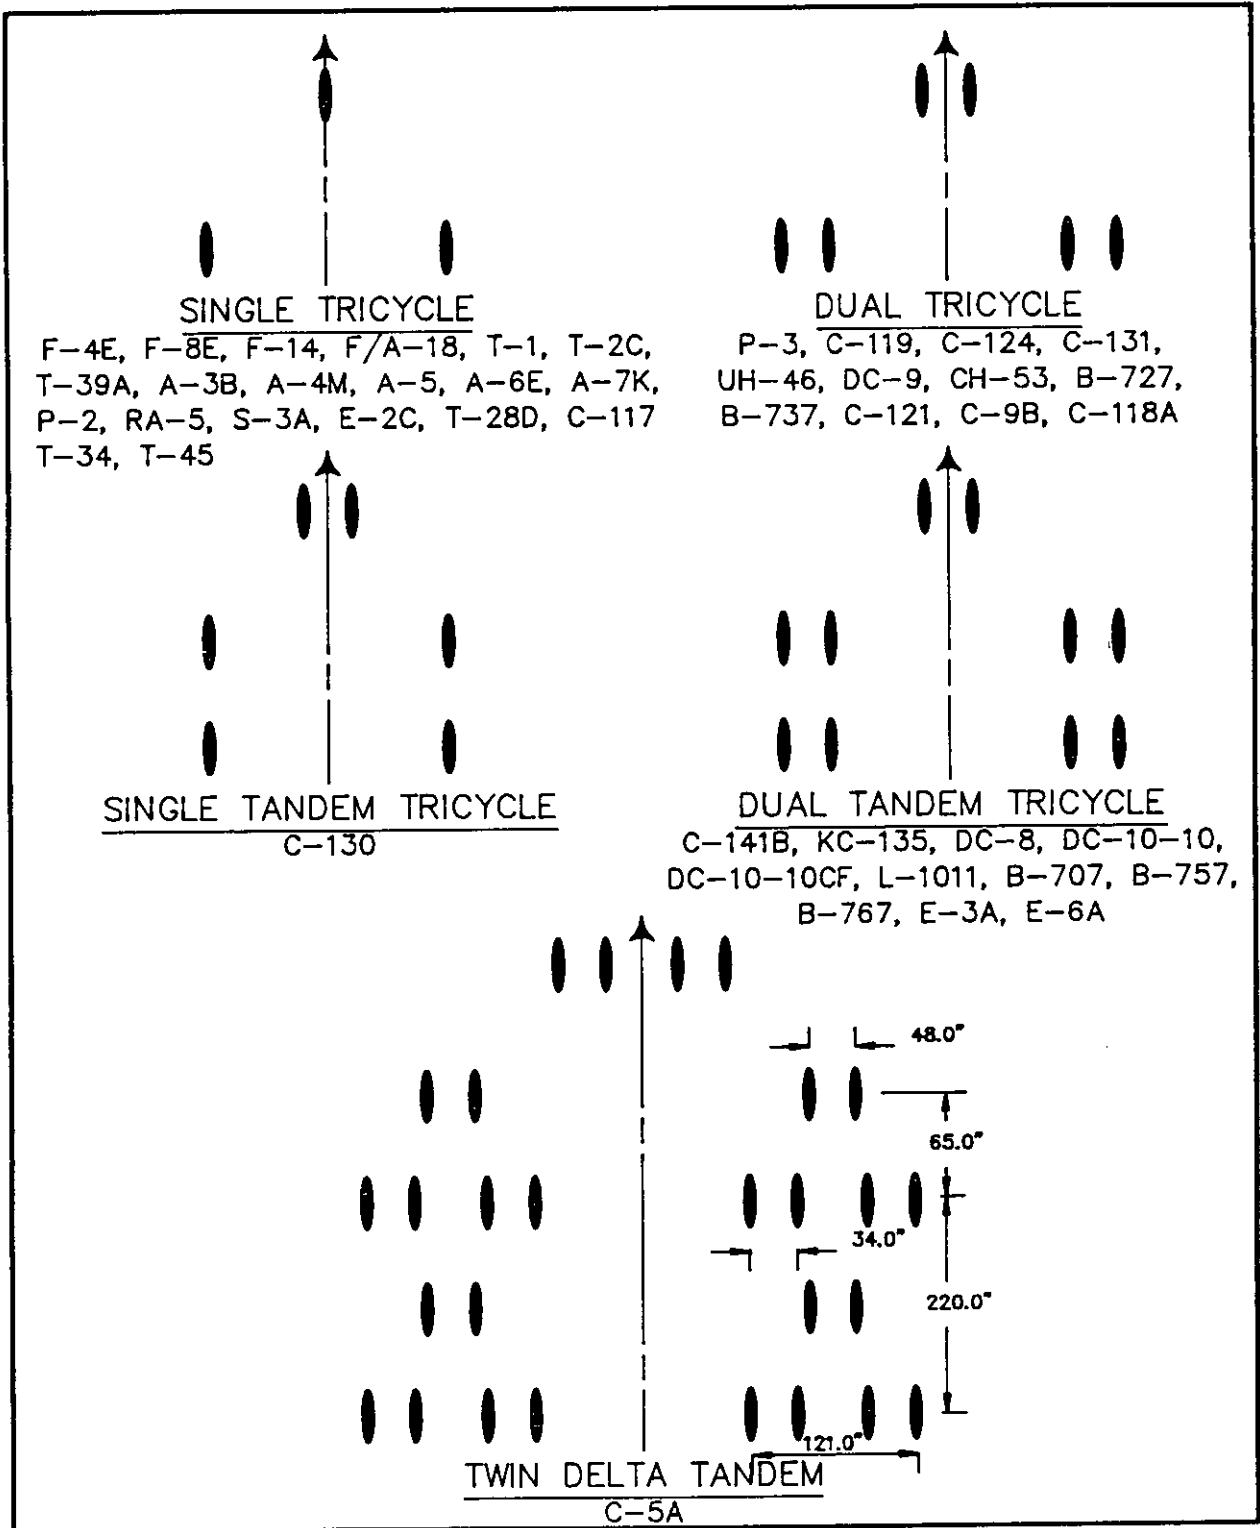 SINGLE TRICYCLE
F-4E, F-8E, F-14, F/A-18, T-1, T-2C,
T-39A, A-3B, A-4M, A-5, A-6E, A-7K,
P-2, RA-5, S-3A, E-2C, T-28D, C-117
T-34, T-45
DUAL TRICYCLE
P-3, C-119, C-124, C-131,
UH-46, DC-9, CH-53, B-727,
B-737, C-121, C-9B, C-118A
SINGLE TANDEM TRICYCLE
C-130
DUAL TANDEM TRICYCLE
C-141B, KC-135, DC-8, DC-10-10,
DC-10-10CF, L-1011, B-707, B-757,
B-767, E-3A, E-6A
48.0"
65.0"
34.0"
220.0"
121.0"
TWIN DELTA TANDEM
C-5A